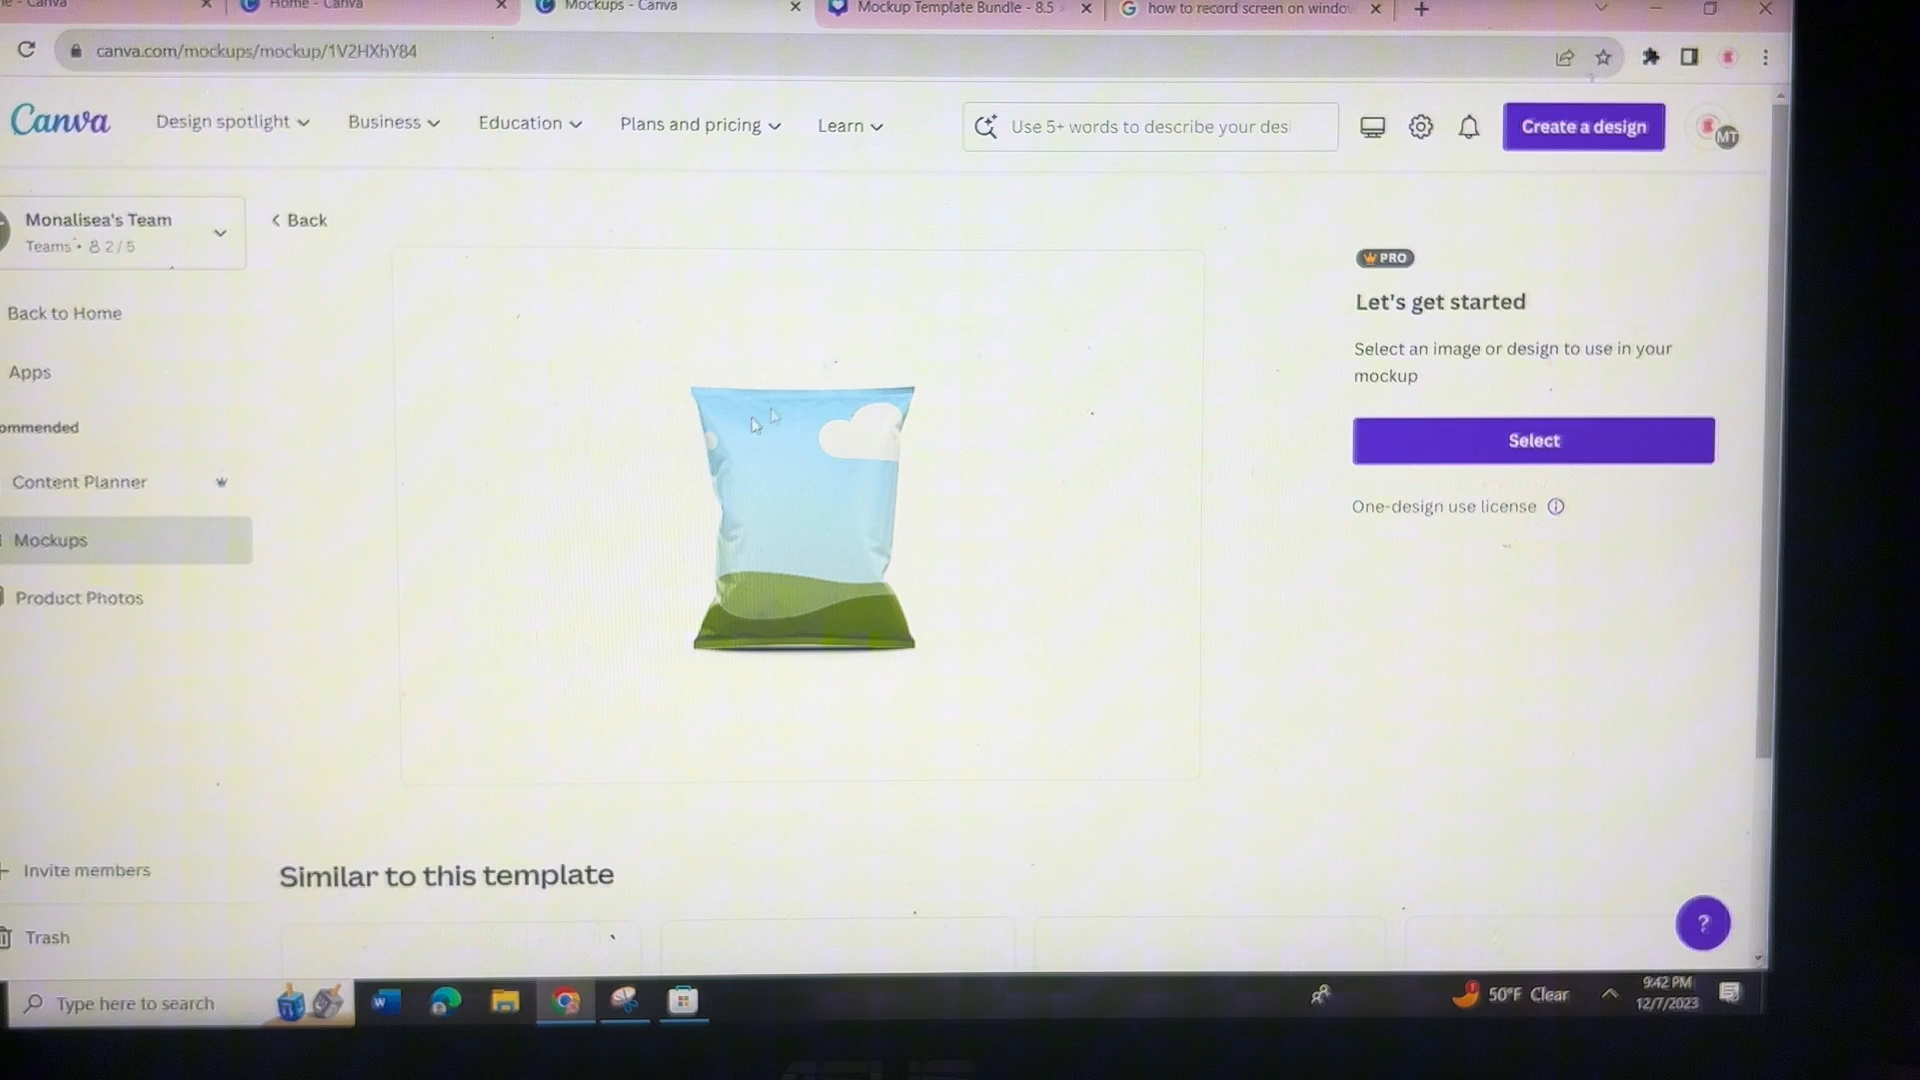 Home - Canva
Mockups - Canva
Mockup Template Bundle - 8.5
how to record screen on window
canva.com/mockups/mockup/1V2HXhY84
Canva
Design spotlight
Business
Education
Plans and pricing
Learn
Use 5+ words to describe your desi
Create a design
MT
Monalisea's Team
Teams • 2/5
Back
PRO
Let's get started
Select an image or design to use in your
mockup
Select
One-design use license
Back to Home
Apps
ommended
Content Planner
Mockups
Product Photos
Invite members
Trash
Similar to this template
?
Type here to search
50°F Clear
9:42 PM
12/7/2023